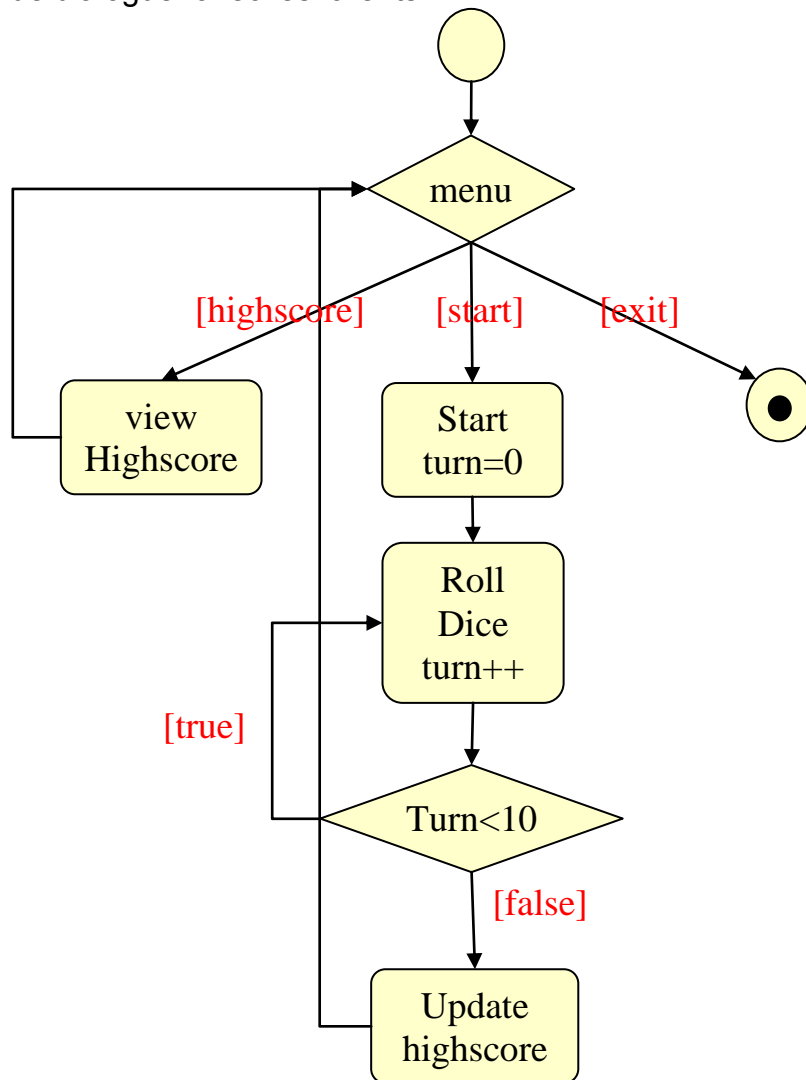 menu
[highscore]
[start]
[exit]
view
Highscore
Start
turn=0
Roll
Dice
turn++
[true]
Turn<10
[false]
Update
highscore